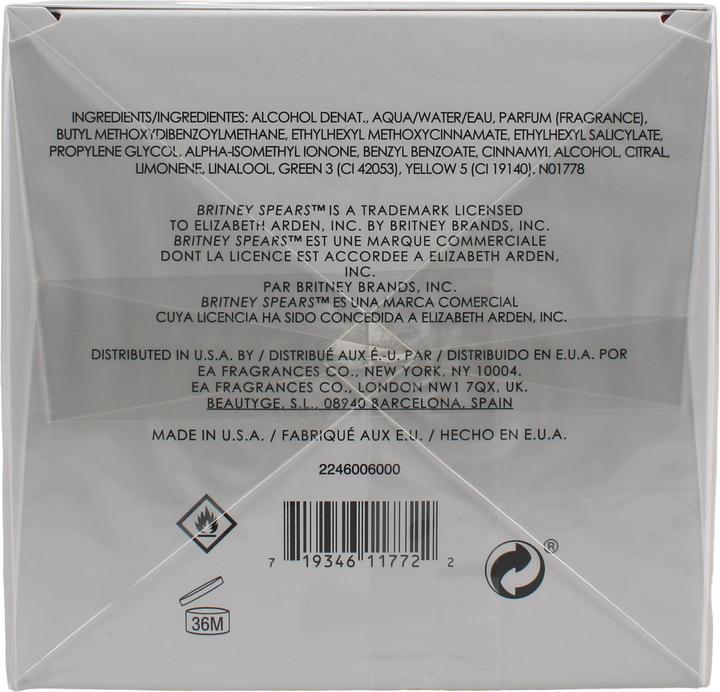 INGREDIENTS/INGREDIENTES: ALCOHOL DENAT., AQUA/WATER/EAU, PARFUM (FRAGRANCE),
BUTYL METHOXYDIBENZOYLMETHANE, ETHYLHEXYL METHOXYCINNAMATE, ETHYLHEXYL SALICYLATE,
PROPYLENE GLYCOL. ALPHA-ISOMETHYL IONONE, BENZYL BENZOATE, CINNAMYL ALCOHOL, CITRAL,
LIMONENE, LINALOOL, GREEN 3 (CI 42053), YELLOW 5 (CI 19140). N01778
BRITNEY SPEARS™ IS A TRADEMARK LICENSED
TO ELIZABETH ARDEN, INC. BY BRITNEY BRANDS, INC.
BRITNEY SPEARS™ EST UNE MARQUE COMMERCIALE
DONT LA LICENCE EST ACCORDEE A ELIZABETH ARDEN,
INC.
PAR BRITNEY BRANDS, INC.
BRITNEY SPEARS™ ES UNA MARCA COMERCIAL
CUYA LICENCIA HA SIDO CONCEDIDA A ELIZABETH ARDEN, INC.
DISTRIBUTED IN U.S.A. BY / DISTRIBUÉ AUX É.-U. PAR / DISTRIBUIDO EN E.U.A. POR
EA FRAGRANCES CO., NEW YORK, NY 10004.
EA FRAGRANCES CO., LONDON NW1 7QX, UK.
BEAUTYGE, S.L., 08940 BARCELONA, SPAIN
MADE IN U.S.A. / FABRIQUÉ AUX E.U. / HECHO EN E.U.A.
2246006000
7 19346 11772 2
®
36M